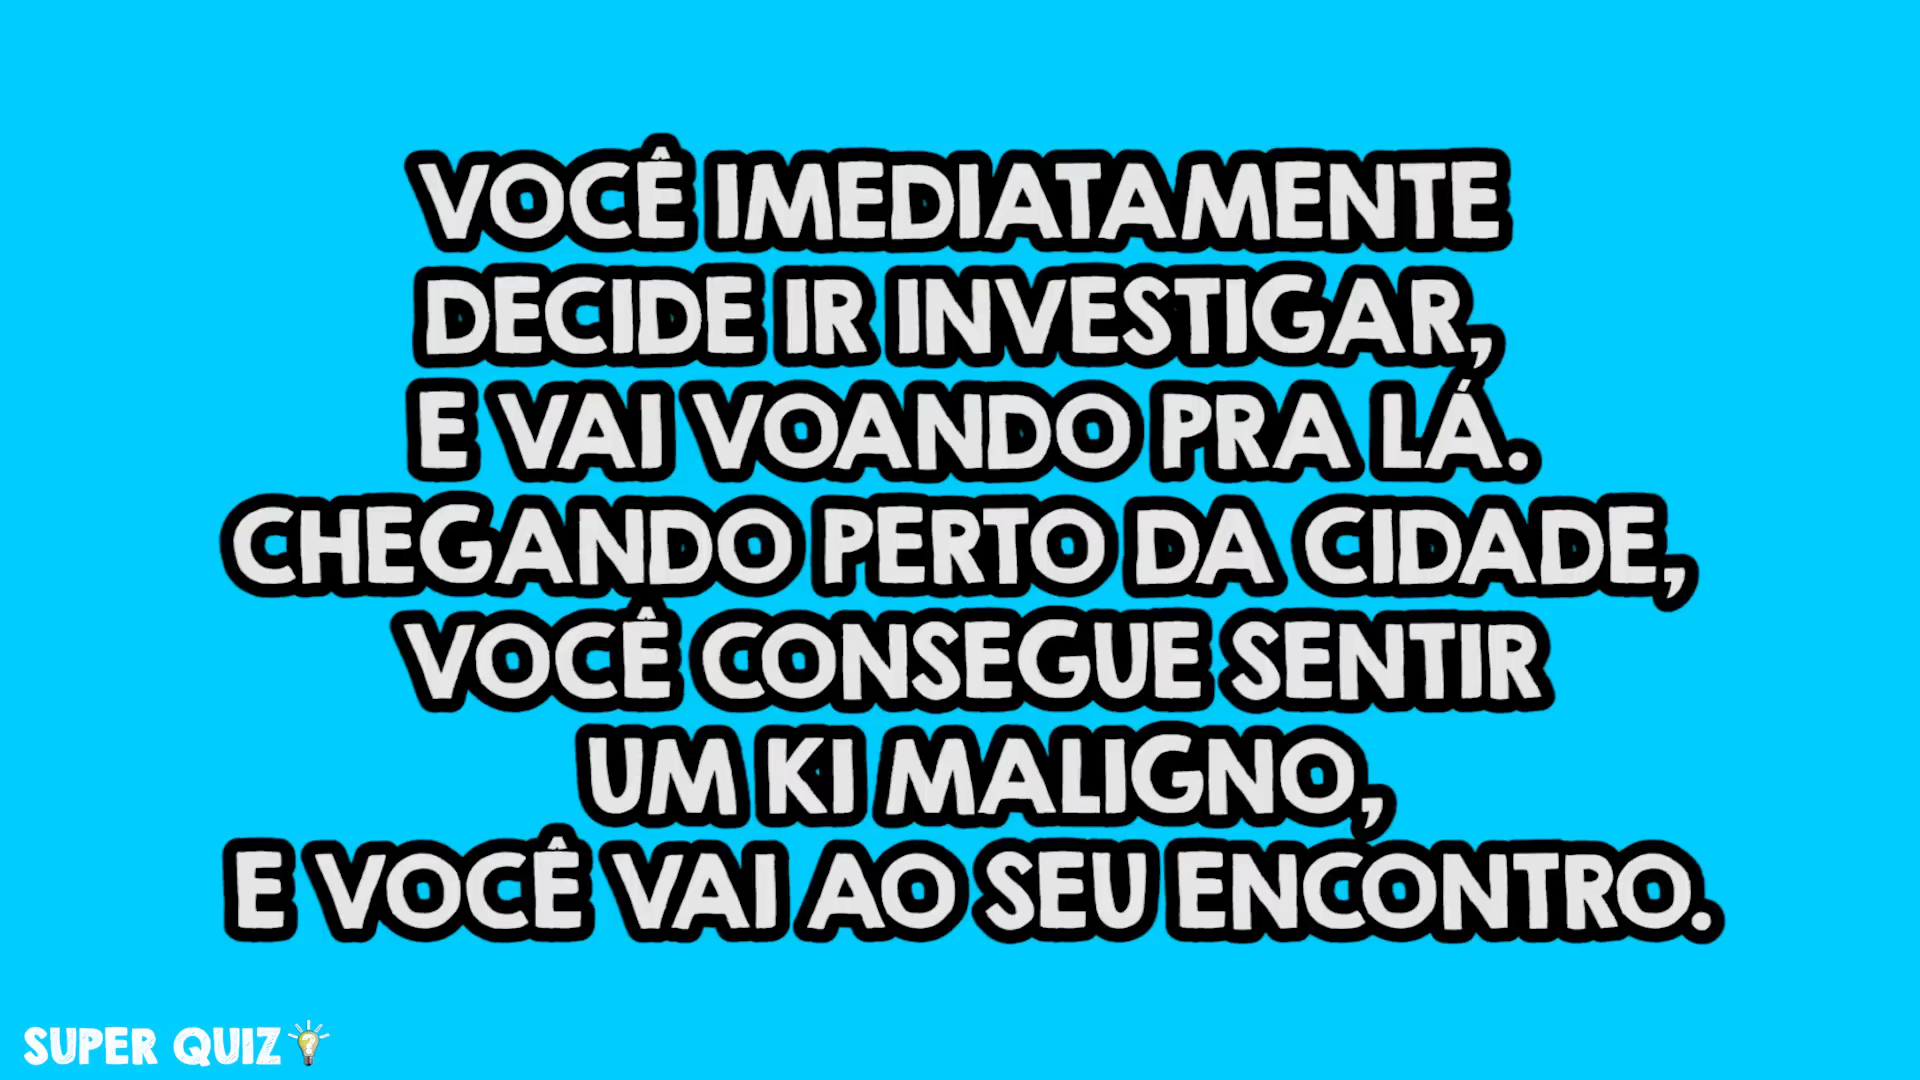 VOCÊ IMEDIATAMENTE
DECIDE IR INVESTIGAR,
E VAI VOANDO PRA LÁ.
CHEGANDO PERTO DA CIDADE,
VOCÊ CONSEGUE SENTIR
UM KI MALIGNO,
E VOCÊ VAI AO SEU ENCONTRO.
SUPER QUIZ